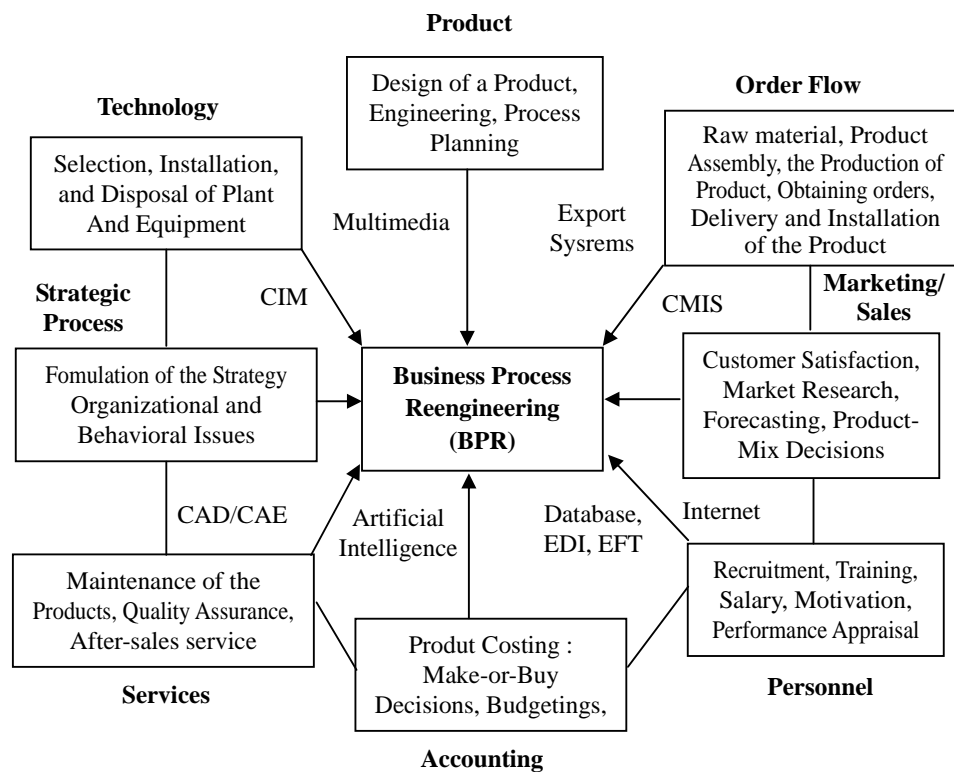 Product
Design of a Product,
Engineering, Process
Planning
Order Flow
Raw material, Product
Assembly, the Production of
Product, Obtaining orders,
Delivery and Installation
of the Product
Technology
Selection, Installation,
and Disposal of Plant
And Equipment
Multimedia
Export
Sysrems
CIM
CMIS
Strategic
Process
Fomulation of the Strategy
Organizational and
Behavioral Issues
Business Process
Reengineering
(BPR)
Marketing/
Sales
Customer Satisfaction,
Market Research,
Forecasting, Product-
Mix Decisions
CAD/CAE
Artificial
Intelligence
Database,
EDI, EFT
Internet
Maintenance of the
Products, Quality Assurance,
After-sales service
Services
Produt Costing :
Make-or-Buy
Decisions, Budgetings,
Accounting
Recruitment, Training,
Salary, Motivation,
Performance Appraisal
Personnel